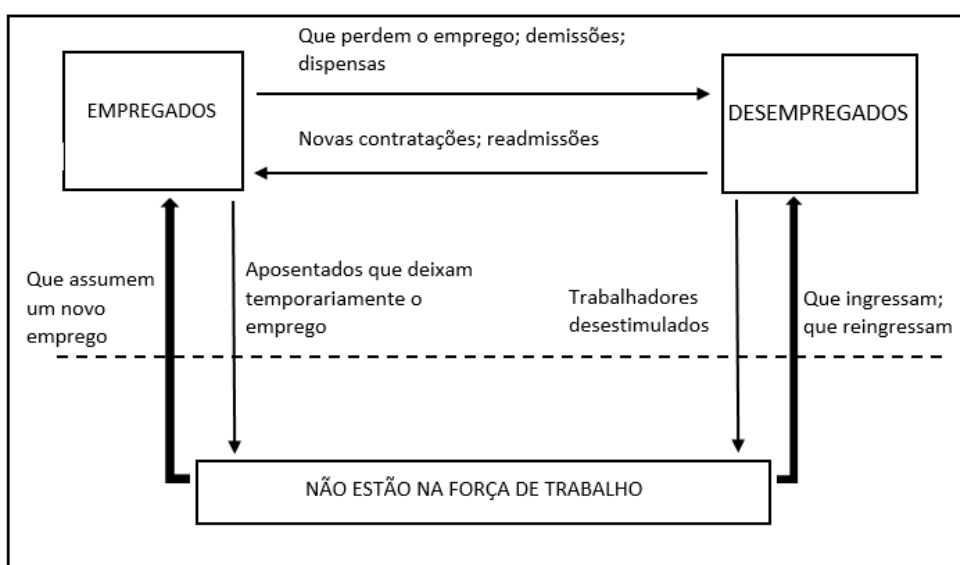 Que perdem o emprego; demissões;
dispensas
EMPREGADOS
DESEMPREGADOS
Novas contratações; readmissões
Que assumem
um novo
emprego
Aposentados que deixam
temporariamente o
emprego
Trabalhadores
desestimulados
Que ingressam;
que reingressam
NÃO ESTÃO NA FORÇA DE TRABALHO